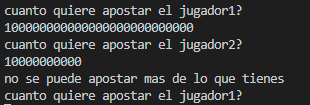 cuanto quiere apostar el jugador1?
10000000000000000000000000
cuanto quiere apostar el jugador2?
10000000000
no se puede apostar mas de lo que tienes
cuanto quiere apostar el jugador1?